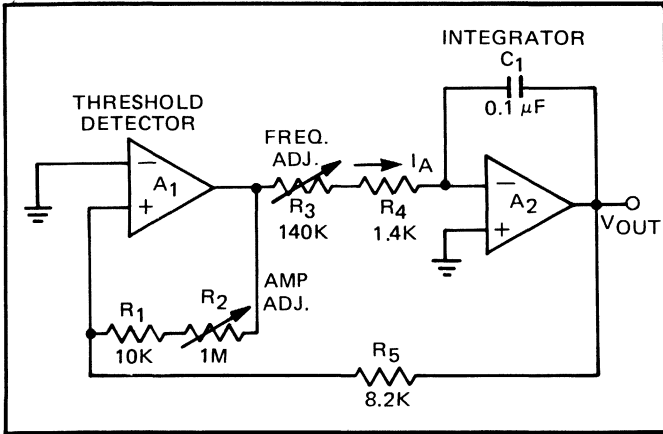 INTEGRATOR
C1
0.1 μF
THRESHOLD
DETECTOR
FREQ.
ADJ.
IA
−
A1
+
R3
140K
R4
1.4K
−
A2
+
VOUT
AMP
ADJ.
R1
10K
R2
1M
R5
8.2K